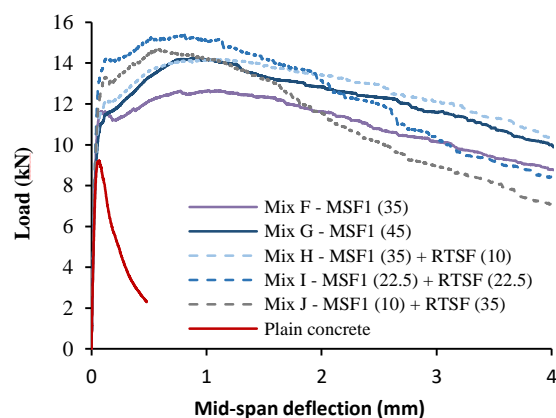 16
14
12
10
8
6
4
2
0
Load (kN)
Mix F - MSF1 (35)
Mix G - MSF1 (45)
Mix H - MSF1 (35) + RTSF (10)
Mix I - MSF1 (22.5) + RTSF (22.5)
Mix J - MSF1 (10) + RTSF (35)
Plain concrete
0 1 2 3 4
Mid-span deflection (mm)